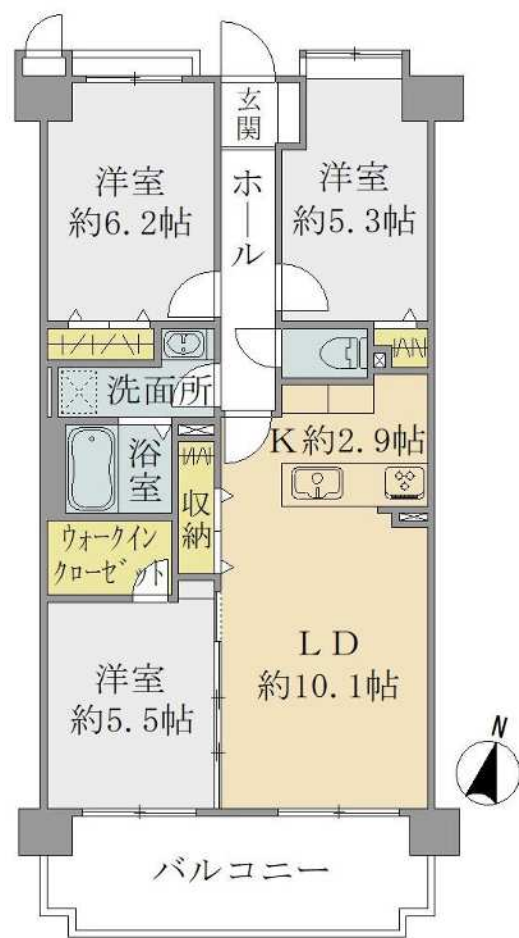 玄関
洋室
約6.2帖
ホール
洋室
約5.3帖
洗面所
K約2.9帖
浴室
収納
ウォークイン
クローゼット
LD
約10.1帖
洋室
約5.5帖
N
バルコニー